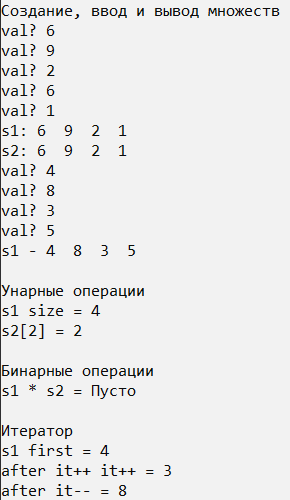 Создание, ввод и вывод множеств
val? 6
val? 9
val? 2
val? 6
val? 1
s1: 6  9  2  1
s2: 6  9  2  1
val? 4
val? 8
val? 3
val? 5
s1 - 4  8  3  5

Унарные операции
s1 size = 4
s2[2] = 2

Бинарные операции
s1 * s2 = Пусто

Итератор
s1 first = 4
after it++ it++ = 3
after it-- = 8